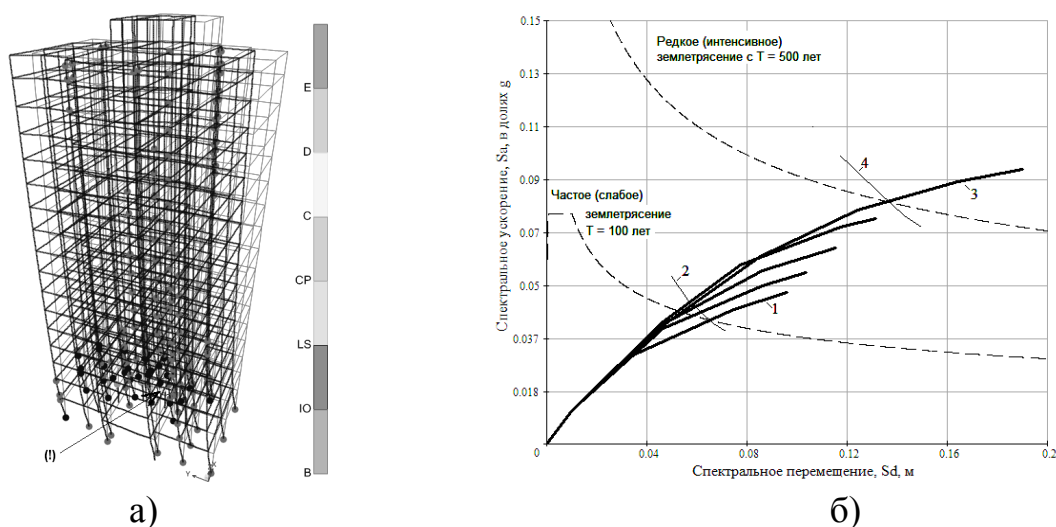 E
D
C
CP
LS
IO
B
(!)
Y
X
а)
0.15
0.13
0.11
0.09
0.07
0.05
0.037
0.018
0
0.04
0.08
0.12
0.16
0.2
Спектральное ускорение, Sa, в долях g
Редкое (интенсивного)
землетрясение с T = 500 лет
Частое (слабое)
землетрясение
T = 100 лет
4
3
2
1
Спектральное перемещение, Sd, м
б)